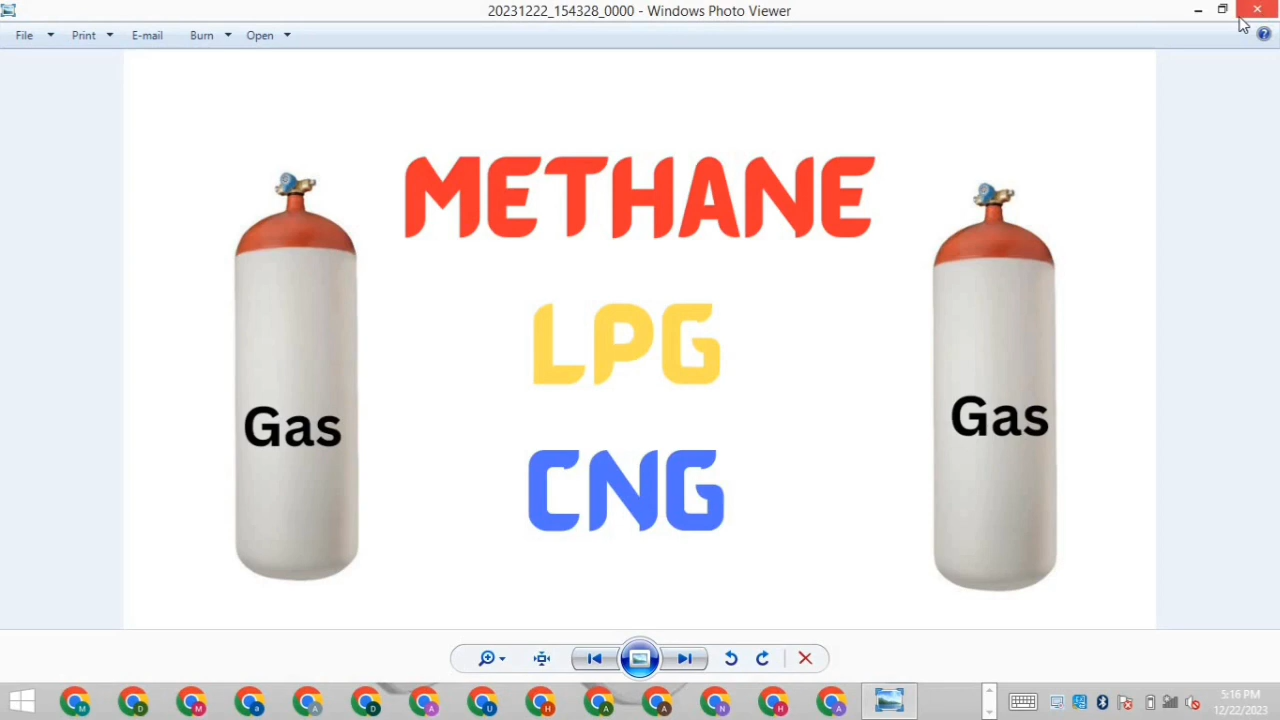 20231222_154328_0000 - Windows Photo Viewer
File Print E-mail Burn Open
METHANE
LPG
CNG
Gas
Gas
M D M a A D A U H A A N H A
5:16 PM
12/22/2023